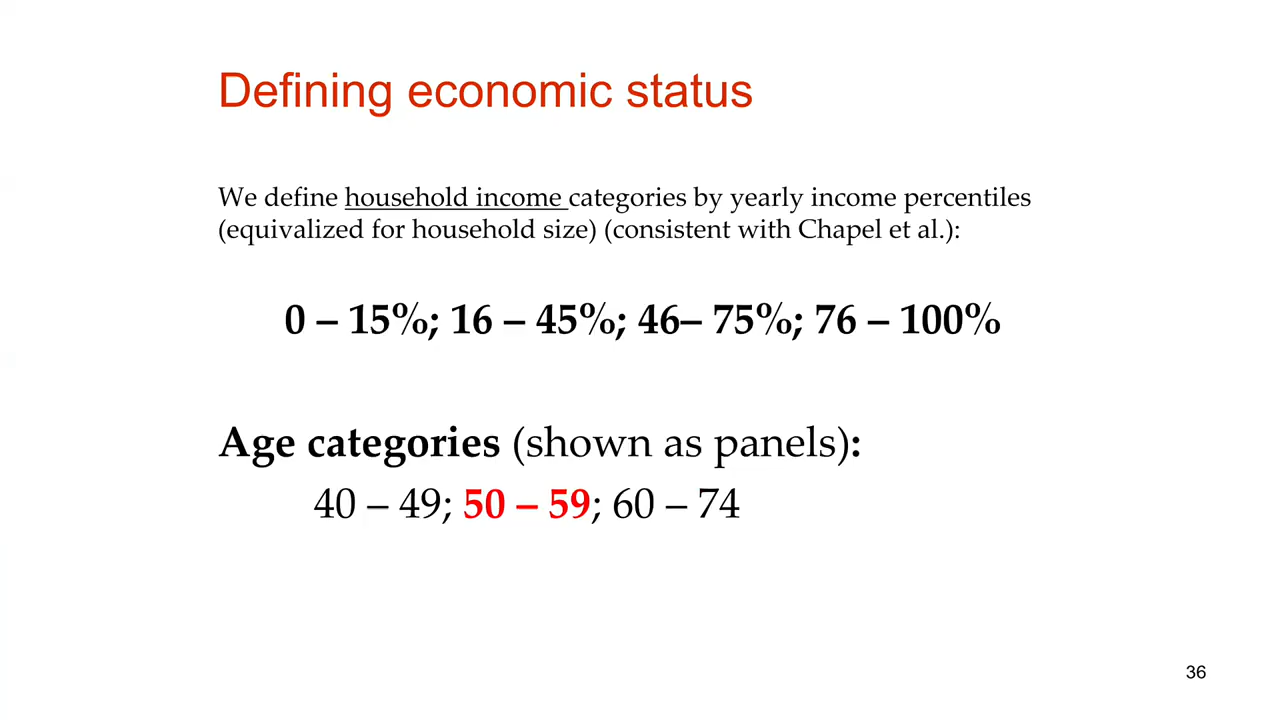 Defining economic status
We define household income categories by yearly income percentiles
(equivalized for household size) (consistent with Chapel et al.):
0 – 15%; 16 – 45%; 46– 75%; 76 – 100%
Age categories (shown as panels):
40 – 49; 50 – 59; 60 – 74
36